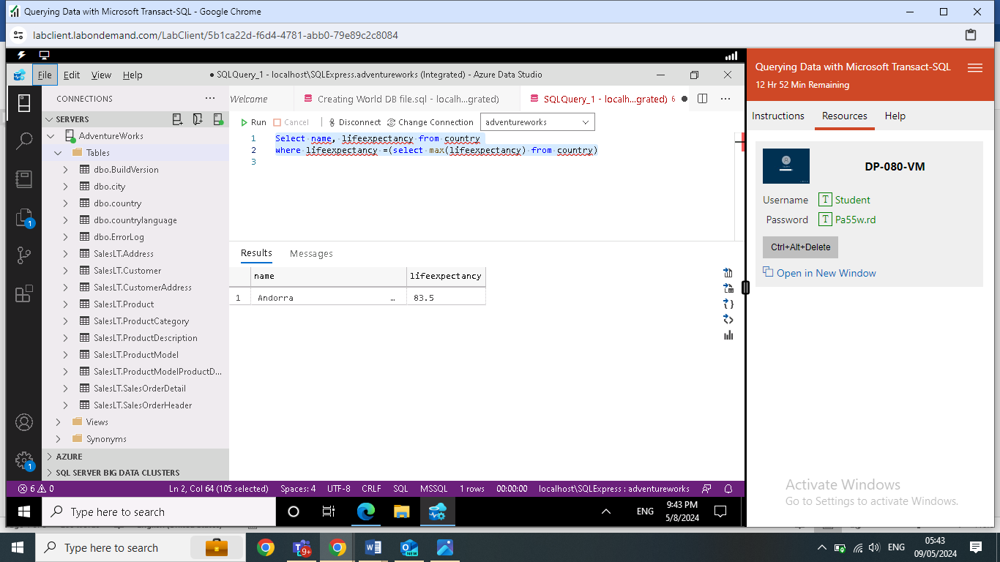 Querying Data with Microsoft Transact-SQL - Google Chrome
labclient.labondemand.com/LabClient/5b1ca22d-f6d4-4781-abb0-79e89c2c8084
File Edit View Help
● SQLQuery_1 - localhost\SQLExpress.adventureworks (Integrated) - Azure Data Studio
CONNECTIONS
SERVERS
AdventureWorks
Tables
dbo.BuildVersion
dbo.city
dbo.country
dbo.countrylanguage
dbo.ErrorLog
SalesLT.Address
SalesLT.Customer
SalesLT.CustomerAddress
SalesLT.Product
SalesLT.ProductCategory
SalesLT.ProductDescription
SalesLT.ProductModel
SalesLT.ProductModelProductD...
SalesLT.SalesOrderDetail
SalesLT.SalesOrderHeader
Views
Synonyms
AZURE
SQL SERVER BIG DATA CLUSTERS
1
1
Welcome
Creating World DB file.sql - localh...grated)
SQLQuery_1 - localh...grated) 6
Run Cancel Disconnect Change Connection adventureworks
1 Select name, lifeexpectancy from country
2 where lifeexpectancy =(select max(lifeexpectancy) from country)
3
Results Messages
name lifeexpectancy
1 Andorra ... 83.5
6 0 Ln 2, Col 64 (105 selected) Spaces: 4 UTF-8 CRLF SQL MSSQL 1 rows 00:00:00 localhost\SQLExpress : adventureworks
Type here to search
ENG
9:43 PM
5/8/2024
Querying Data with Microsoft Transact-SQL
12 Hr 52 Min Remaining
Instructions Resources Help
DP-080-VM
Username T Student
Password T Pa55w.rd
Ctrl+Alt+Delete
Open in New Window
Activate Windows
Go to Settings to activate Windows.
Type here to search
9+
NEW
ENG
05:43
09/05/2024